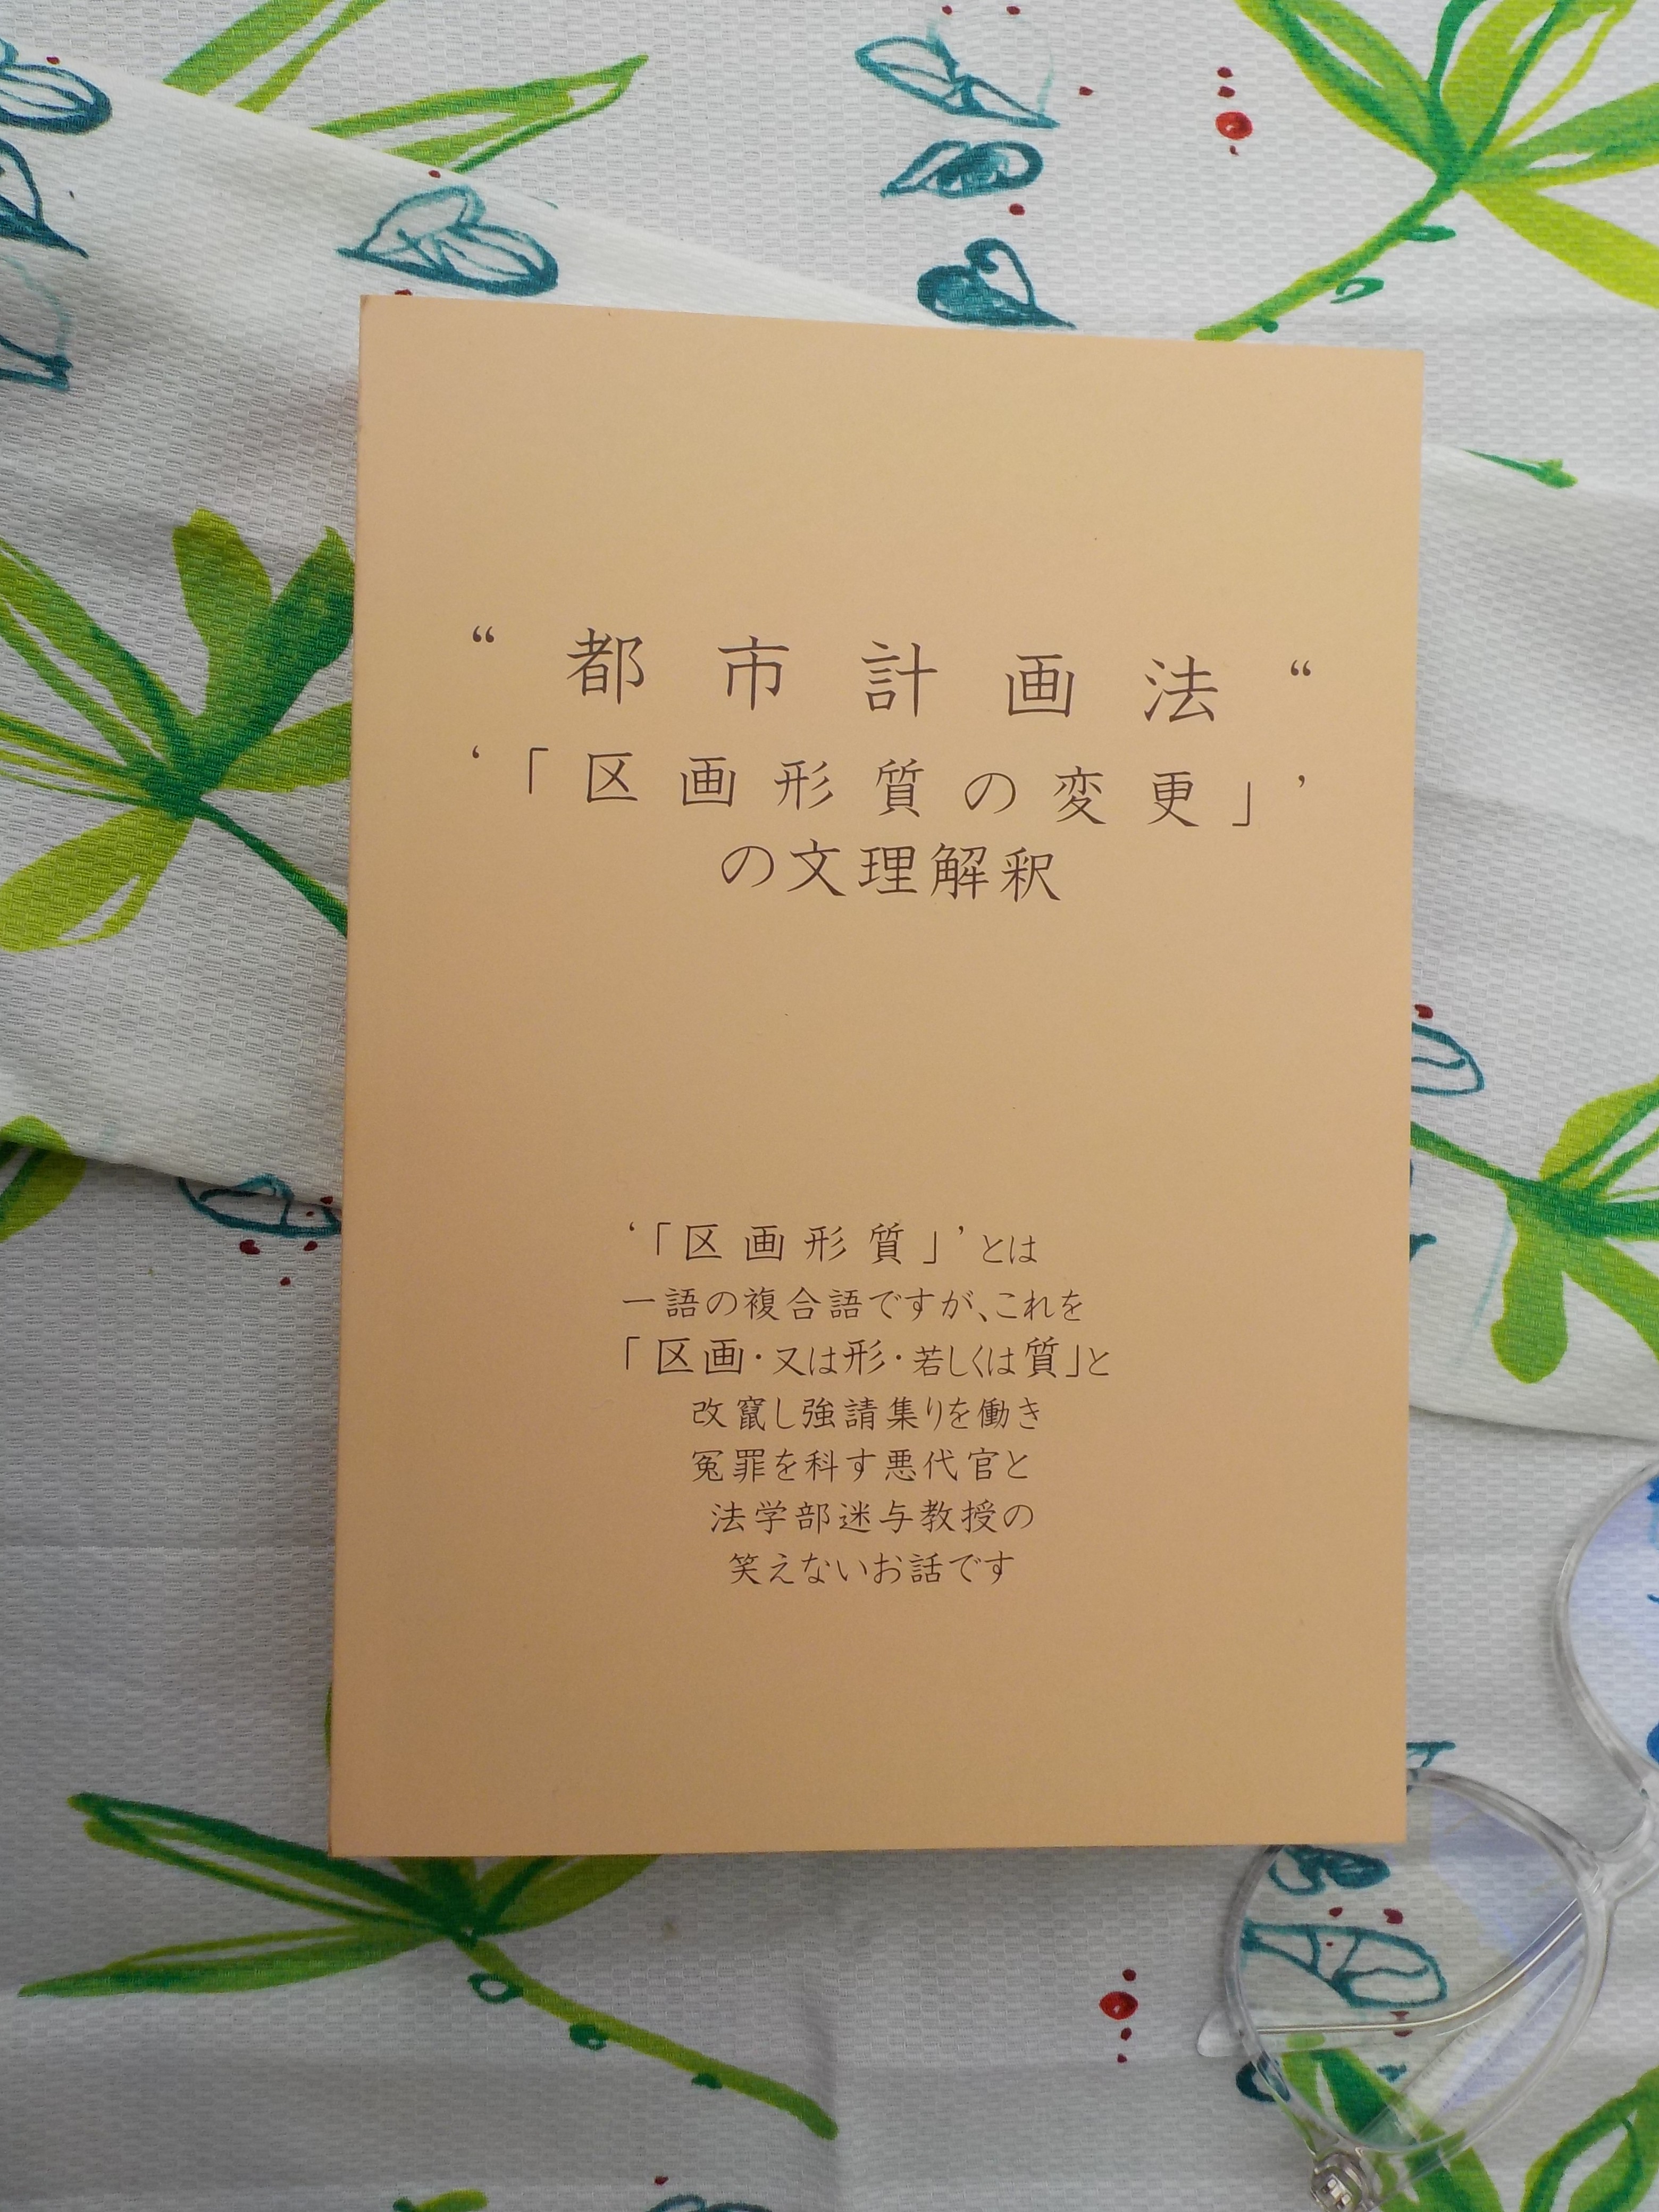 “都市計画法“
‘「区画形質の変更」’
の文理解釈
‘「区画形質」’とは
一語の複合語ですが、これを
「区画・又は形・若しくは質」と
改竄し強請集りを働き
冤罪を科す悪代官と
法学部迷与教授の
笑えないお話です